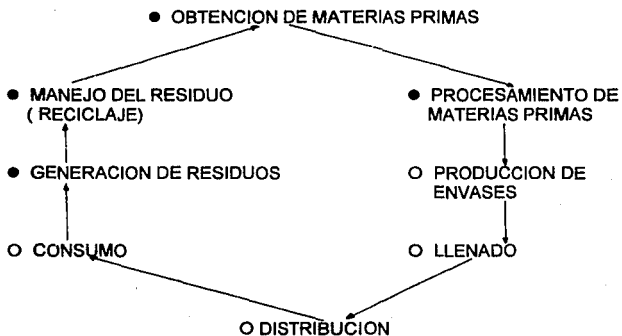 ● OBTENCION DE MATERIAS PRIMAS
● MANEJO DEL RESIDUO
( RECICLAJE)
● PROCESAMIENTO DE
MATERIAS PRIMAS
● GENERACION DE RESIDUOS
O PRODUCCION DE
ENVASES
O CONSUMO
O LLENADO
O DISTRIBUCION